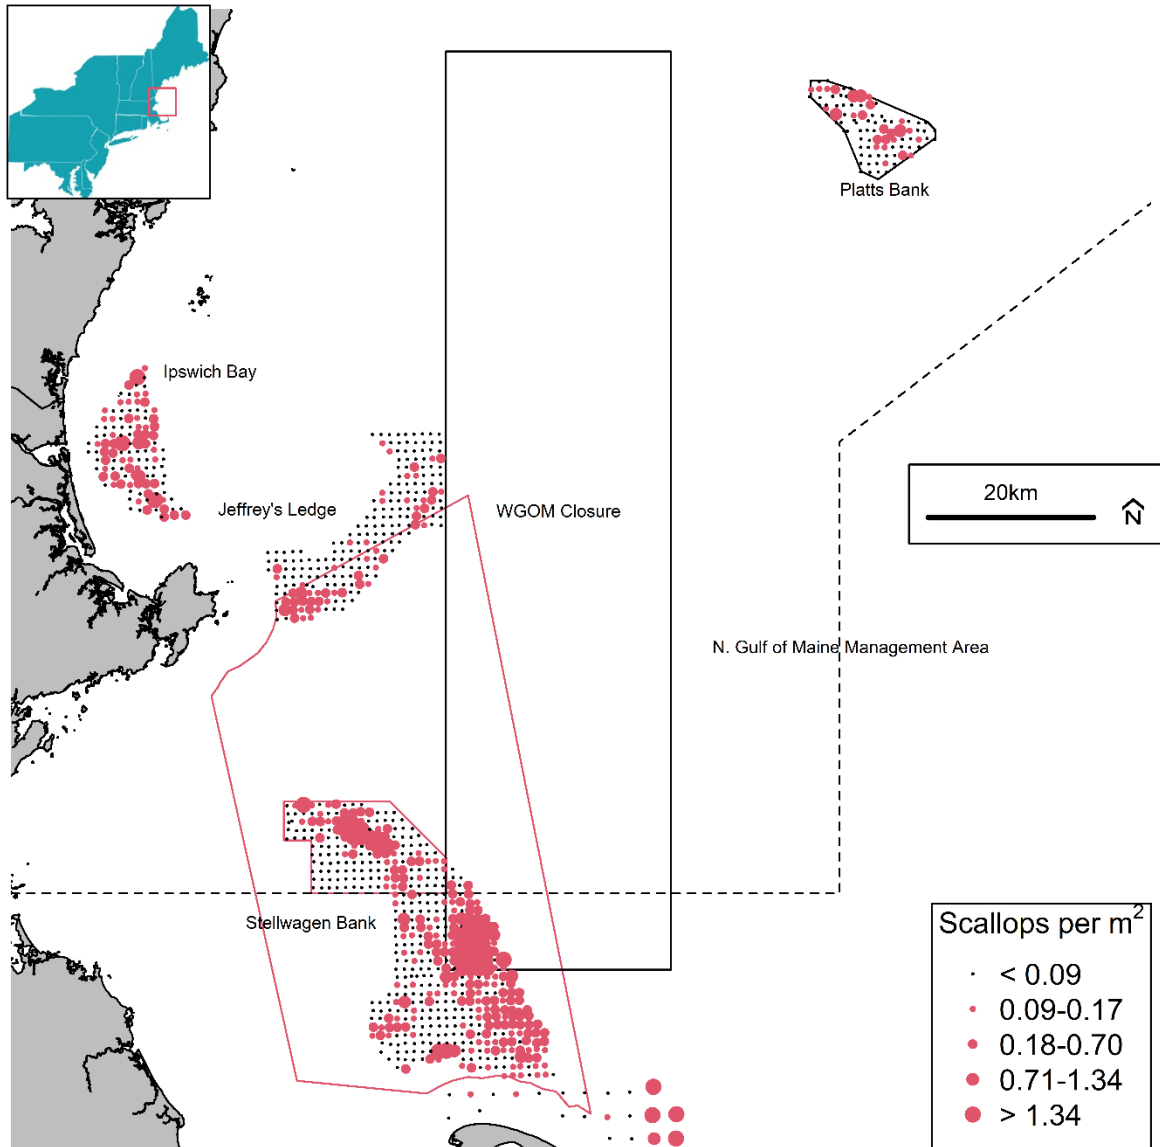 Platts Bank
Ipswich Bay
Jeffrey's Ledge
WGOM Closure
20km
N
N. Gulf of Maine Management Area
Stellwagen Bank
Scallops per m²
< 0.09
0.09-0.17
0.18-0.70
0.71-1.34
> 1.34